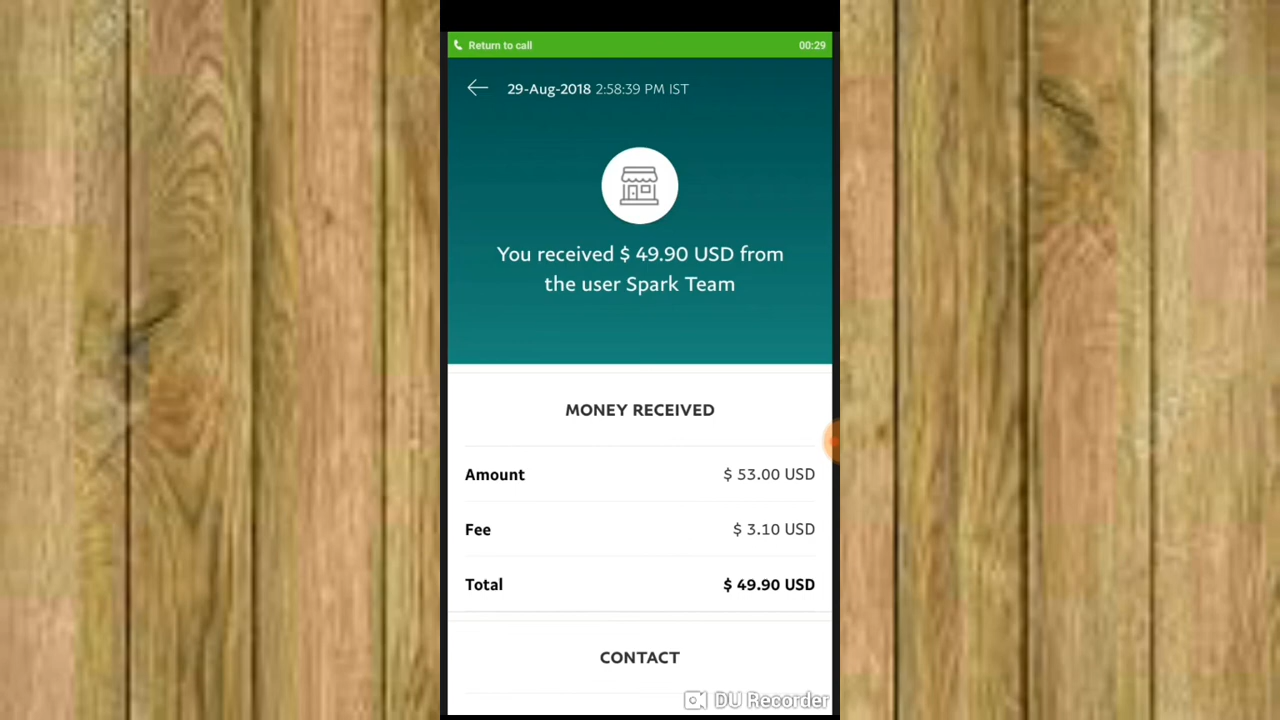 Return to call 00:29
29-Aug-2018 2:58:39 PM IST
You received $ 49.90 USD from
the user Spark Team
MONEY RECEIVED
Amount $ 53.00 USD
Fee $ 3.10 USD
Total $ 49.90 USD
CONTACT
DU Recorder